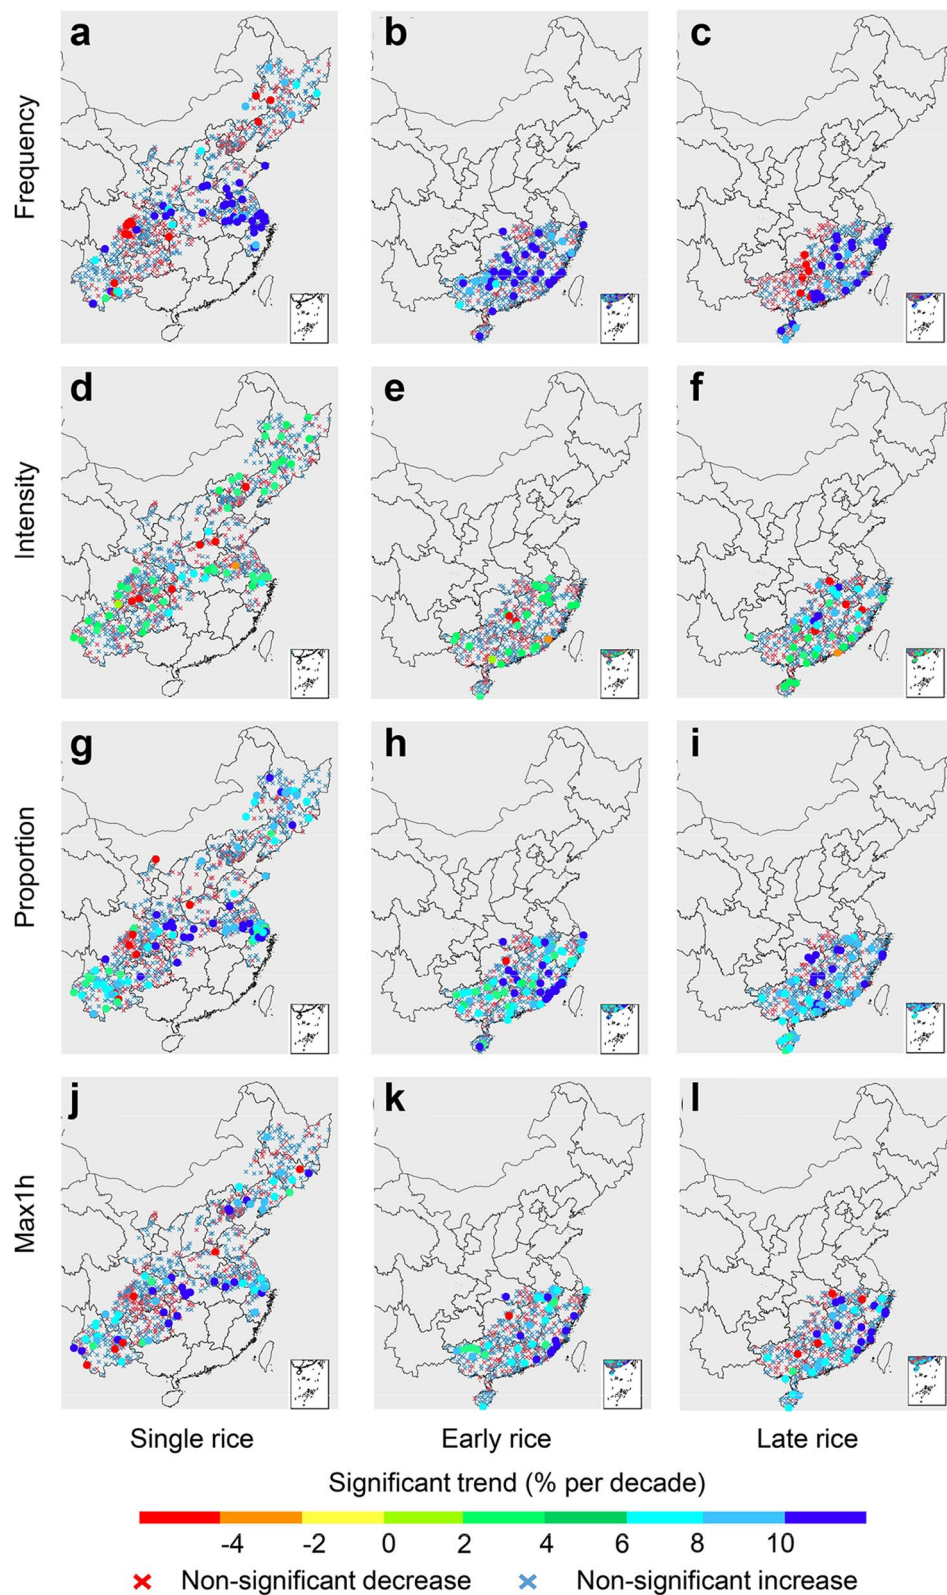 a b c
Frequency
d e f
Intensity
g h i
Proportion
j k l
Max1h
Single rice Early rice Late rice
Significant trend (% per decade)
-4 -2 0 2 4 6 8 10
Non-significant decrease Non-significant increase